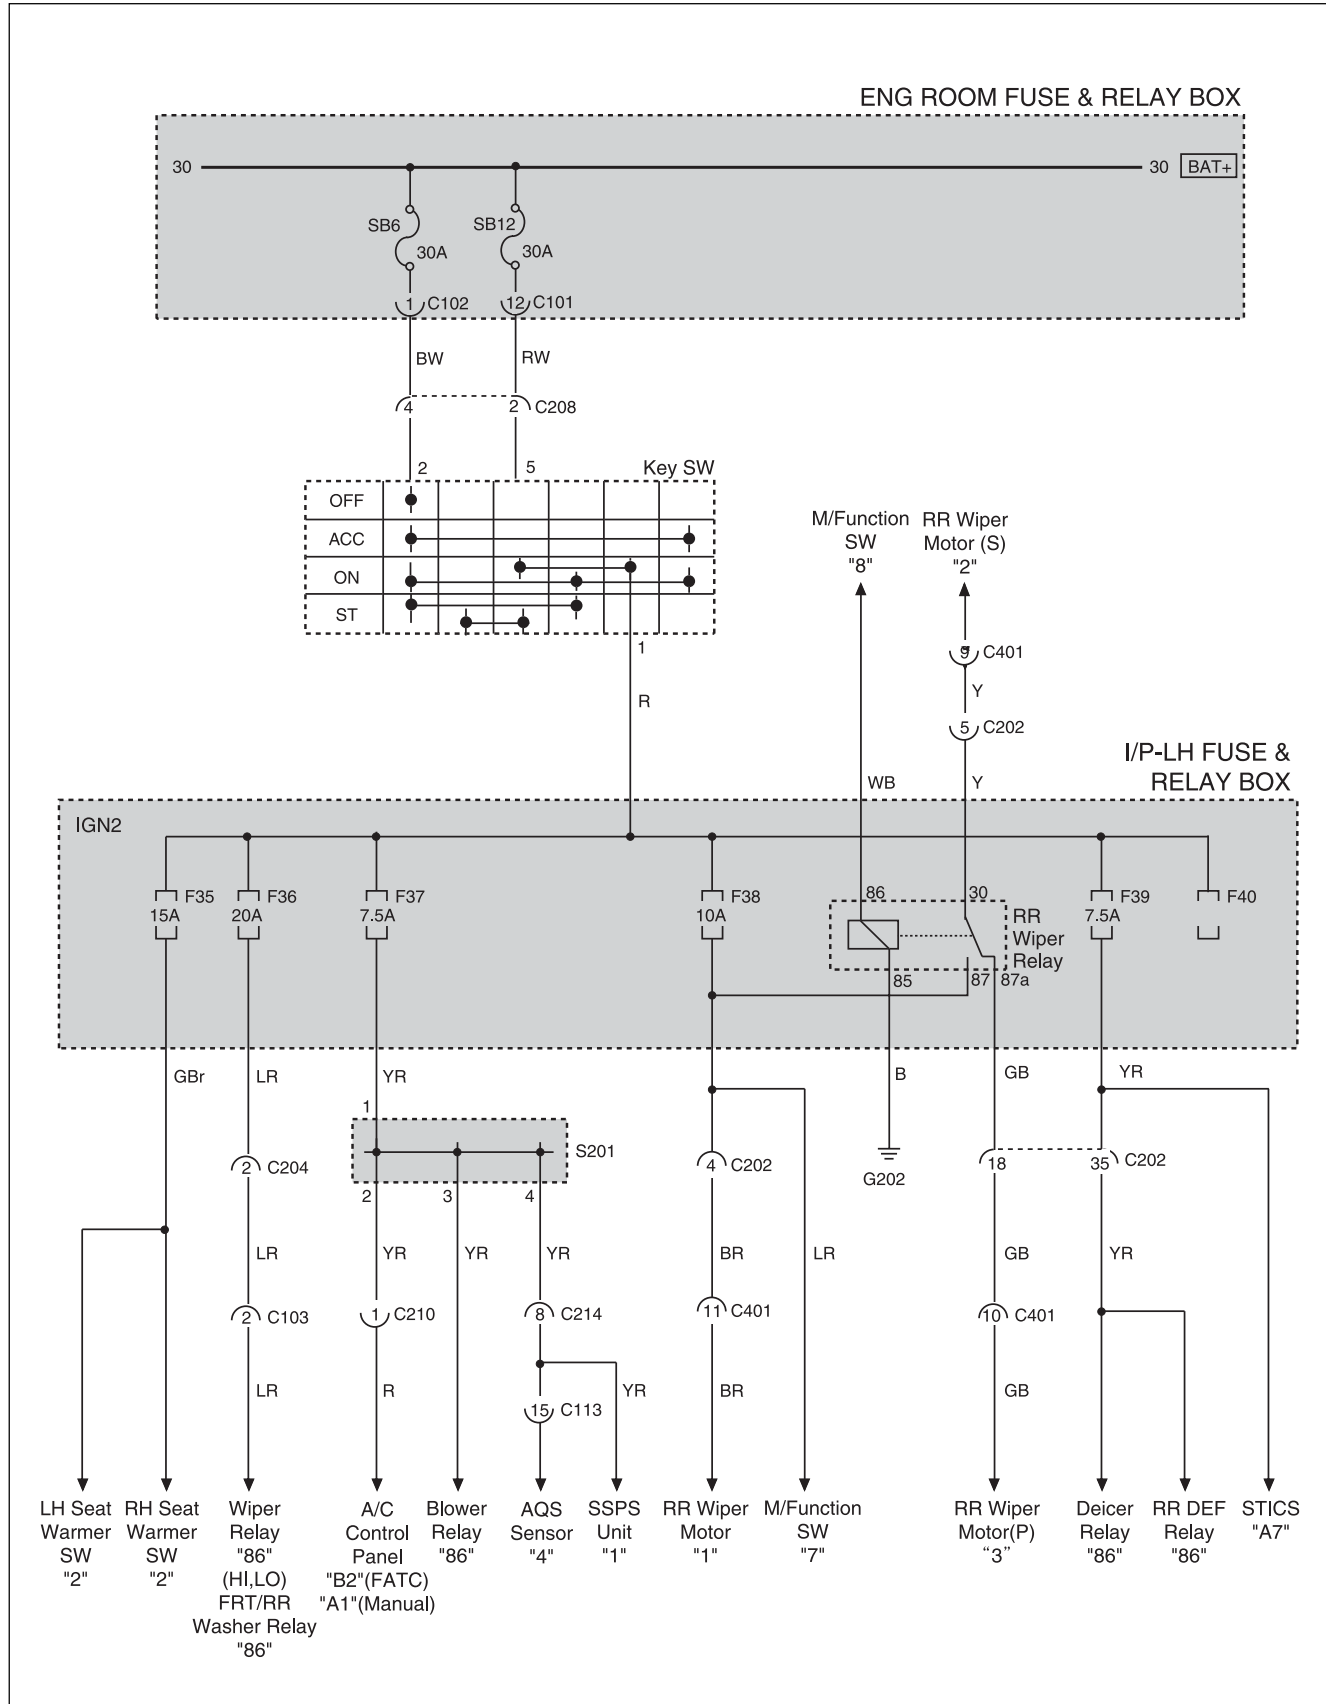 ENG ROOM FUSE & RELAY BOX
30
30
BAT+
SB6
SB12
30A
30A
1
C102
12
C101
BW
RW
4
2
C208
2
5
Key SW
OFF
ACC
ON
ST
1
R
M/Function
SW
"8"
RR Wiper
Motor (S)
"2"
9
C401
Y
5
C202
WB
Y
I/P-LH FUSE &
RELAY BOX
IGN2
F35
15A
F36
20A
F37
7.5A
F38
10A
86
30
RR
Wiper
Relay
85
87
87a
F39
7.5A
F40
GBr
LR
YR
B
GB
YR
1
S201
2
3
4
2
C204
4
C202
G202
18
35
C202
LR
YR
YR
YR
BR
LR
GB
YR
2
C103
1
C210
8
C214
11
C401
10
C401
LR
R
YR
BR
GB
15
C113
LH Seat
Warmer
SW
"2"
RH Seat
Warmer
SW
"2"
Wiper
Relay
"86"
(HI,LO)
FRT/RR
Washer Relay
"86"
A/C
Control
Panel
"B2"(FATC)
"A1"(Manual)
Blower
Relay
"86"
AQS
Sensor
"4"
SSPS
Unit
"1"
RR Wiper
Motor
"1"
M/Function
SW
"7"
RR Wiper
Motor(P)
“3”
Deicer
Relay
"86"
RR DEF
Relay
"86"
STICS
"A7"